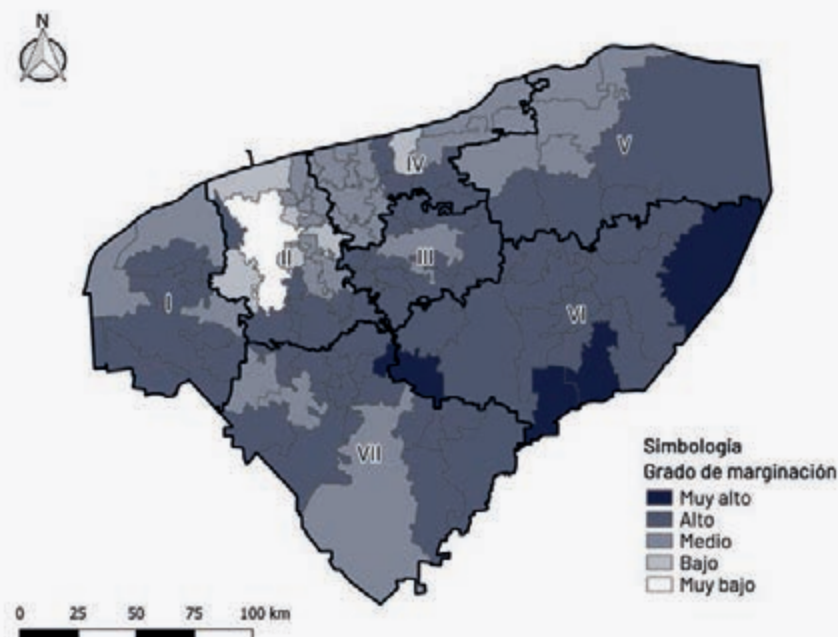 N
I
II
III
IV
V
VI
VII
Simbología
Grado de marginación
Muy alto
Alto
Medio
Bajo
Muy bajo
0 25 50 75 100 km